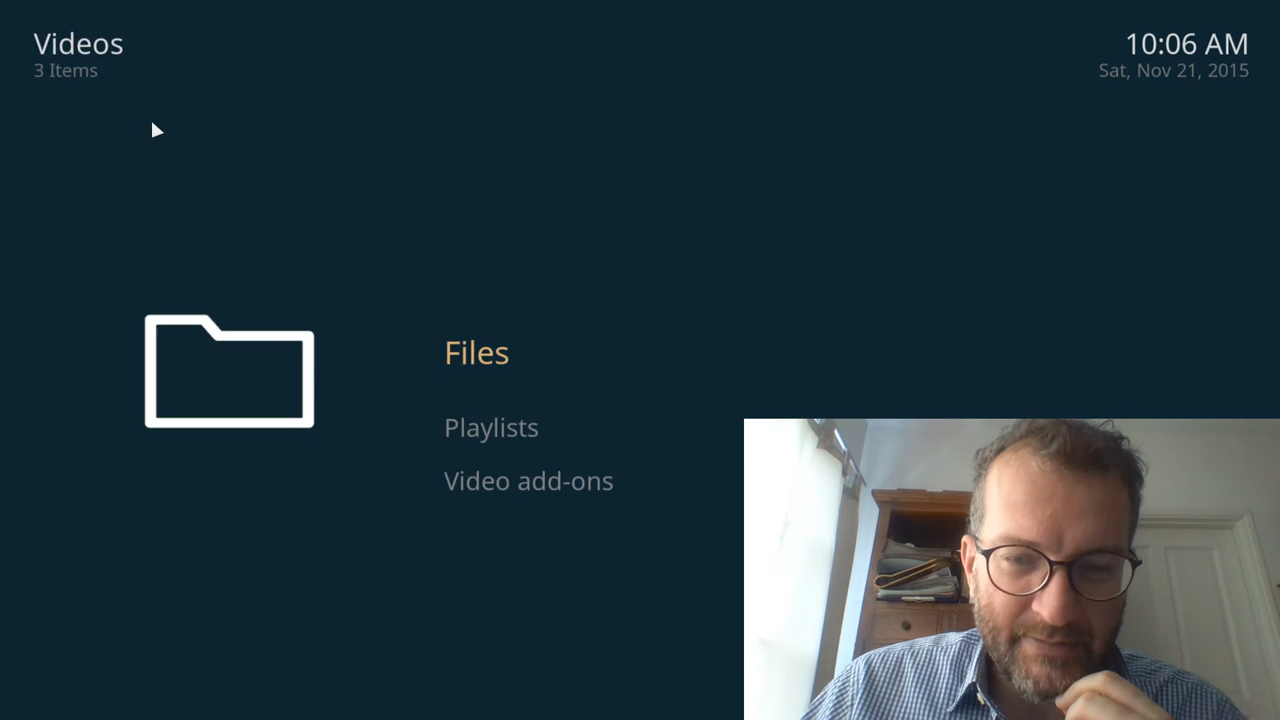 Videos
3 Items
10:06 AM
Sat, Nov 21, 2015
Files
Playlists
Video add-ons